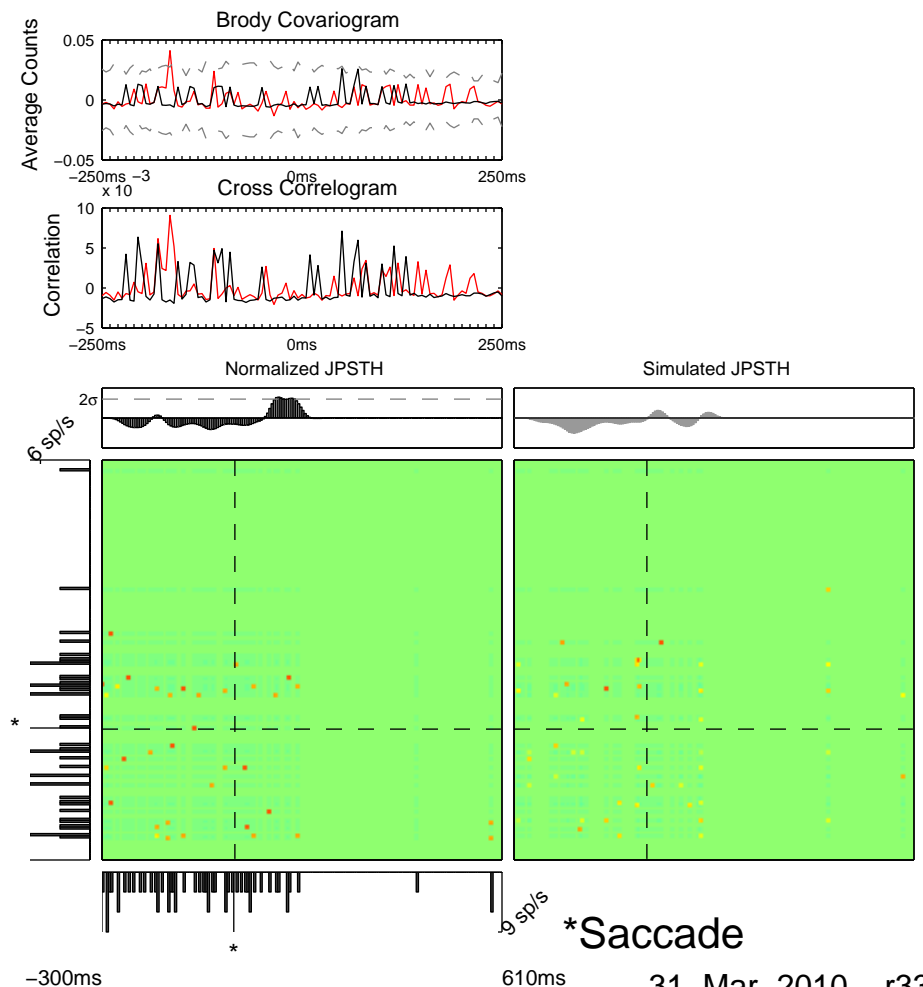 Brody Covariogram
Average Counts
0.05
0
−0.05
−250ms
0ms
250ms
−3
x 10
Cross Correlogram
Correlation
10
5
0
−5
−250ms
0ms
250ms
Normalized JPSTH
Simulated JPSTH
2σ
6 sp/s
*
9 sp/s
*
*Saccade
−300ms
610ms
31 Mar 2010 r33